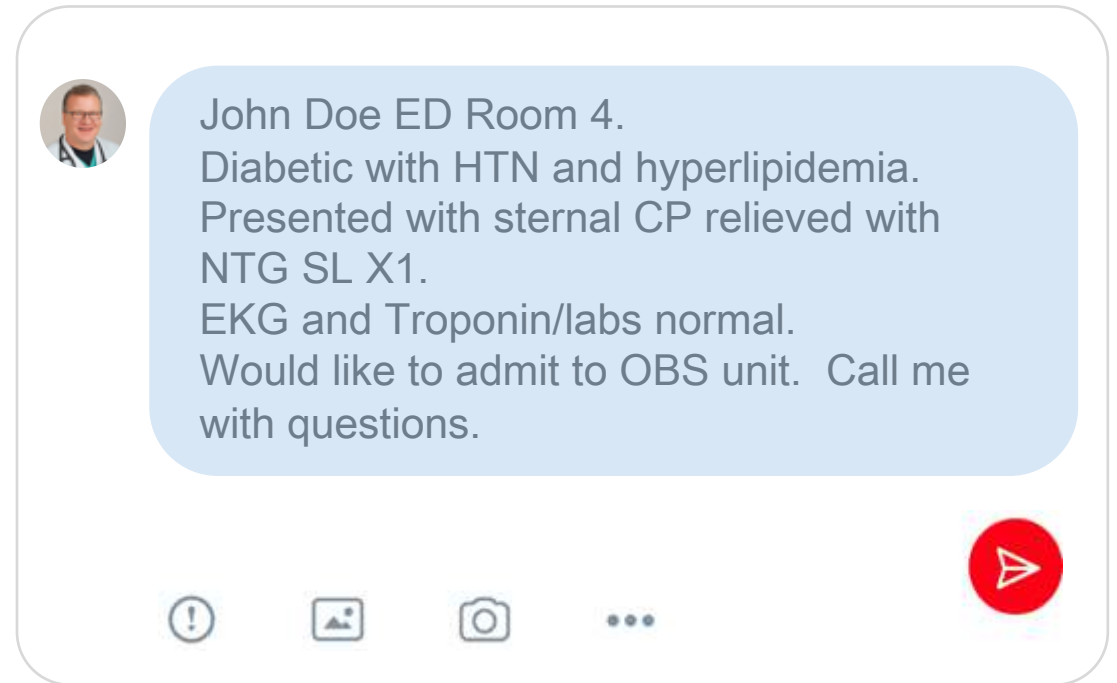 John Doe ED Room 4.
Diabetic with HTN and hyperlipidemia.
Presented with sternal CP relieved with
NTG SL X1.
EKG and Troponin/labs normal.
Would like to admit to OBS unit.  Call me
with questions.